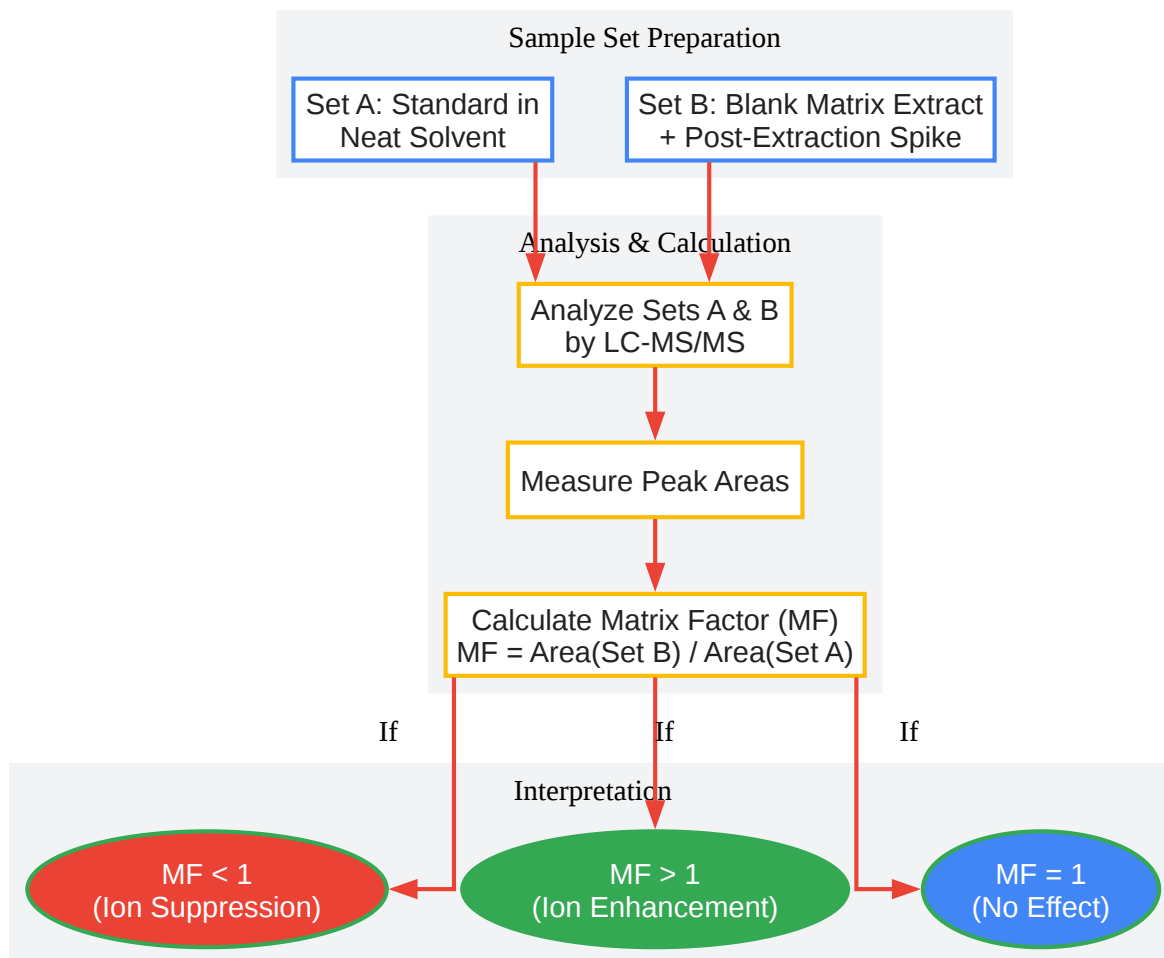 Sample Set Preparation
Set A: Standard in
Neat Solvent
Set B: Blank Matrix Extract
+ Post-Extraction Spike
Analysis & Calculation
Analyze Sets A & B
by LC-MS/MS
Measure Peak Areas
Calculate Matrix Factor (MF)
MF = Area(Set B) / Area(Set A)
If
If
If
Interpretation
MF < 1
(Ion Suppression)
MF > 1
(Ion Enhancement)
MF = 1
(No Effect)